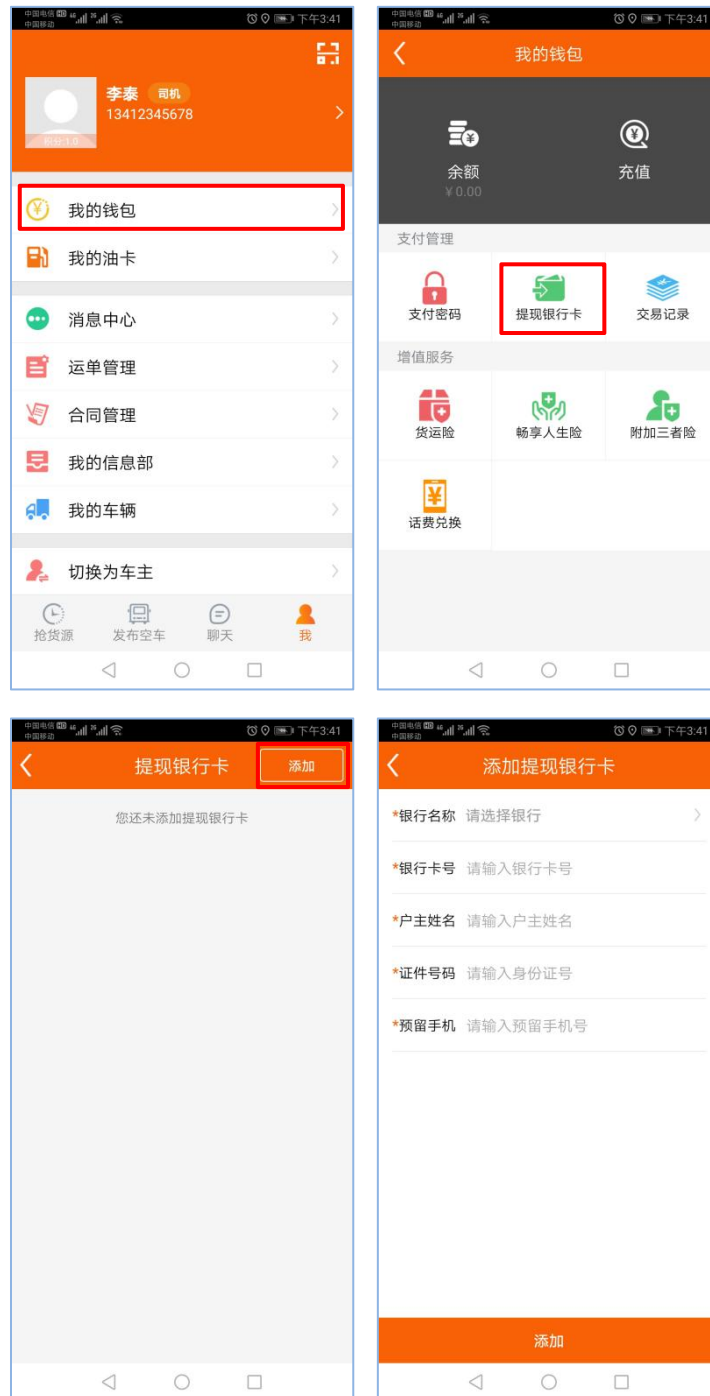 中国电信 HD 4G 2G
中国移动
下午3:41
李泰 司机
13412345678
积分:1.0
我的钱包
我的油卡
消息中心
运单管理
合同管理
我的信息部
我的车辆
切换为车主
抢货源 发布空车 聊天 我
中国电信 HD 4G 2G
中国移动
下午3:41
我的钱包
余额 充值
¥0.00
支付管理
支付密码 提现银行卡 交易记录
增值服务
货运险 畅享人生险 附加三者险
话费兑换
中国电信 HD 4G 2G
中国移动
下午3:41
提现银行卡 添加
您还未添加提现银行卡
中国电信 HD 4G 2G
中国移动
下午3:41
添加提现银行卡
*银行名称 请选择银行
*银行卡号 请输入银行卡号
*户主姓名 请输入户主姓名
*证件号码 请输入身份证号
*预留手机 请输入预留手机号
添加